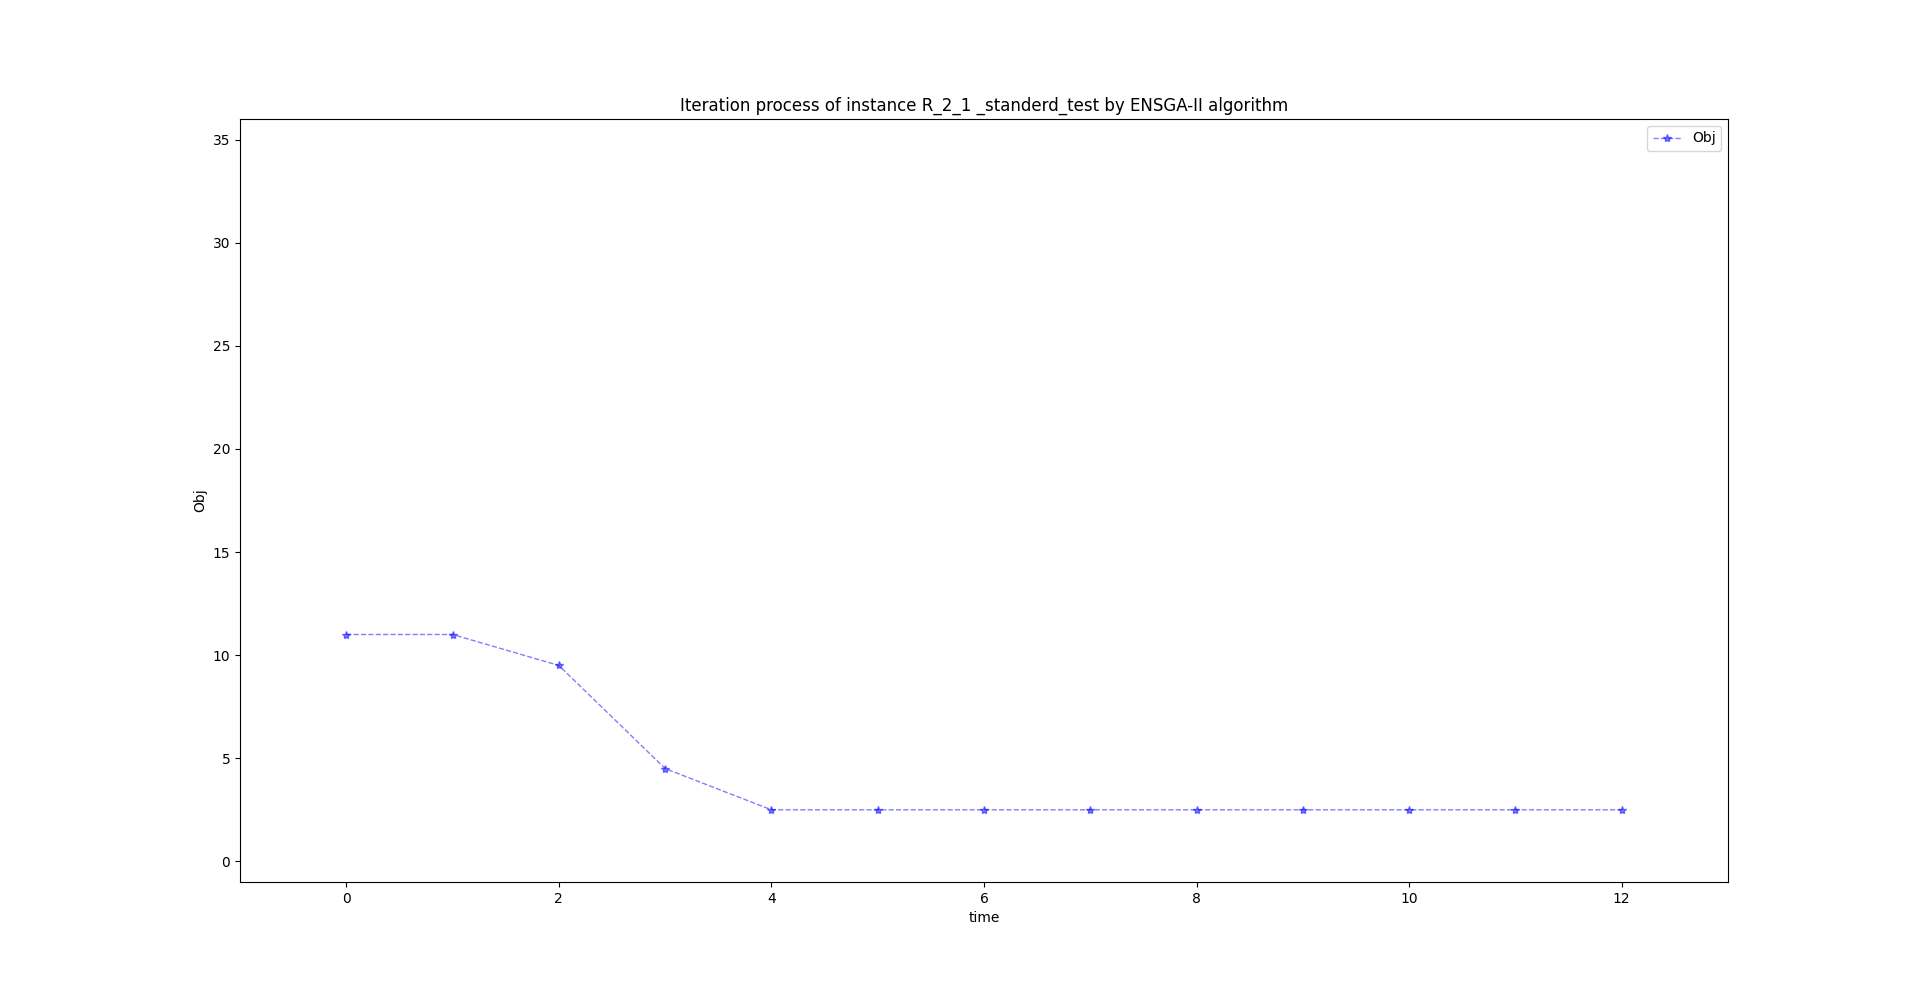 Iteration process of instance R_2_1 _standerd_test by ENSGA-II algorithm
Obj
35
30
25
20
15
10
5
0
Obj
0 2 4 6 8 10 12
time